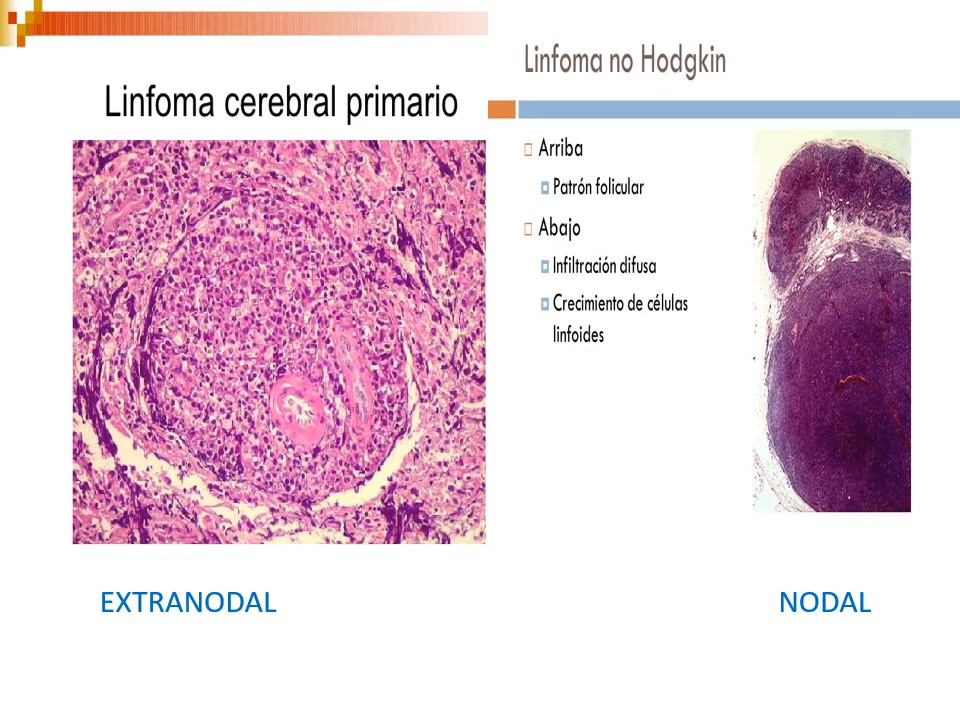 Linfoma cerebral primario
Linfoma no Hodgkin
Arriba
Patrón folicular
Abajo
Infiltración difusa
Crecimiento de células
linfoides
EXTRANODAL
NODAL